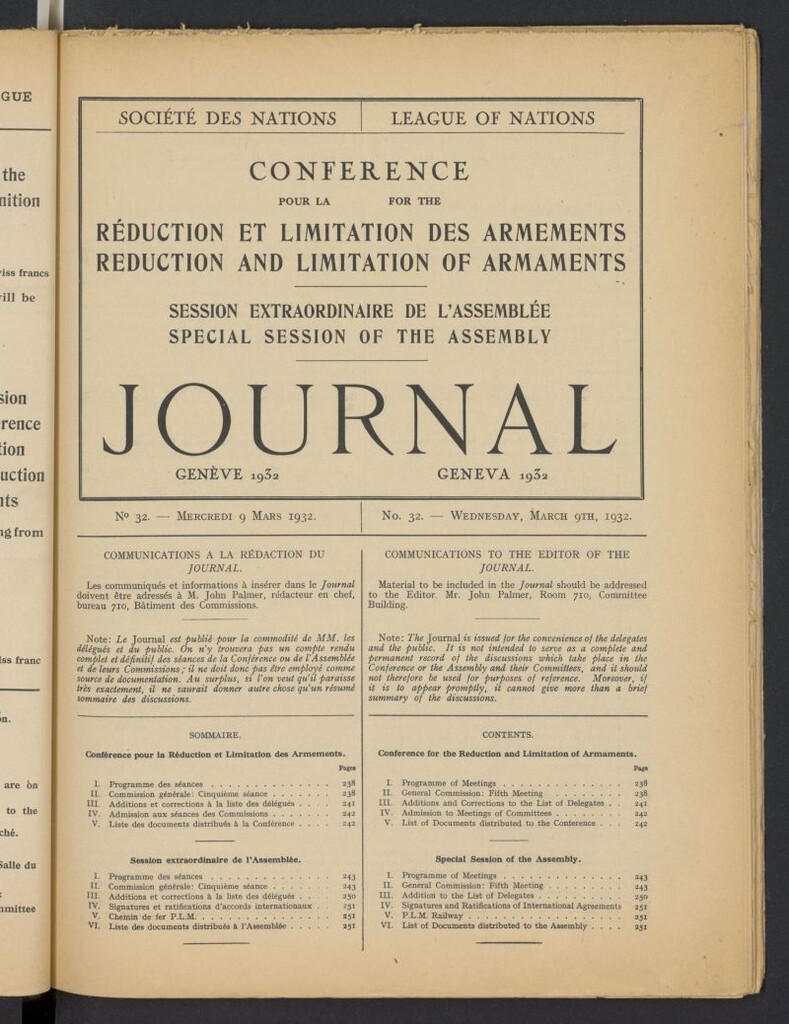 GUE
the
nition
iss francs
ill be
sion
rence
tion
uction
nts
ng from
ss franc
on.
are on
to the
ché.
Salle du
mmittee
SOCIÉTÉ DES NATIONS
LEAGUE OF NATIONS
CONFERENCE
POUR LA FOR THE
RÉDUCTION ET LIMITATION DES ARMEMENTS
REDUCTION AND LIMITATION OF ARMAMENTS
SESSION EXTRAORDINAIRE DE L'ASSEMBLÉE
SPECIAL SESSION OF THE ASSEMBLY
JOURNAL
GENÈVE 1932 GENEVA 1932
Nº 32. — MERCREDI 9 MARS 1932.
No. 32. — WEDNESDAY, MARCH 9TH, 1932.
COMMUNICATIONS A LA RÉDACTION DU
JOURNAL.
Les communiqués et informations à insérer dans le Journal
doivent être adressés à M. John Palmer, rédacteur en chef,
bureau 710, Bâtiment des Commissions.
Note: Le Journal est publié pour la commodité de MM. les
délégués et du public. On n'y trouvera pas un compte rendu
complet et définitif des séances de la Conférence ou de l'Assemblée
et de leurs Commissions; il ne doit donc pas être employé comme
source de documentation. Au surplus, si l'on veut qu'il paraisse
très exactement, il ne saurait donner autre chose qu'un résumé
sommaire des discussions.
SOMMAIRE.
Conférence pour la Réduction et Limitation des Armements.
Pages
I. Programme des séances . . . . . . . . . . . . . 238
II. Commission générale: Cinquième séance . . . . . . . 238
III. Additions et corrections à la liste des délégués . . . . 241
IV. Admission aux séances des Commissions . . . . . . . 242
V. Liste des documents distribués à la Conférence . . . . 242
Session extraordinaire de l'Assemblée.
I. Programme des séances . . . . . . . . . . . . . 243
II. Commission générale: Cinquième séance . . . . . . . 243
III. Additions et corrections à la liste des délégués . . . . 250
IV. Signatures et ratifications d'accords internationaux . . 251
V. Chemin de fer P.L.M. . . . . . . . . . . . . . . 251
VI. Liste des documents distribués à l'Assemblée . . . . . 251
COMMUNICATIONS TO THE EDITOR OF THE
JOURNAL.
Material to be included in the Journal should be addressed
to the Editor, Mr. John Palmer, Room 710, Committee
Building.
Note: The Journal is issued for the convenience of the delegates
and the public. It is not intended to serve as a complete and
permanent record of the discussions which take place in the
Conference or the Assembly and their Committees, and it should
not therefore be used for purposes of reference. Moreover, if
it is to appear promptly, it cannot give more than a brief
summary of the discussions.
CONTENTS.
Conference for the Reduction and Limitation of Armaments.
Page
I. Programme of Meetings . . . . . . . . . . . . . 238
II. General Commission: Fifth Meeting . . . . . . . . 238
III. Additions and Corrections to the List of Delegates . . 241
IV. Admission to Meetings of Committees . . . . . . . 242
V. List of Documents distributed to the Conference . . . 242
Special Session of the Assembly.
I. Programme of Meetings . . . . . . . . . . . . . 243
II. General Commission: Fifth Meeting . . . . . . . . 243
III. Addition to the List of Delegates . . . . . . . . . 250
IV. Signatures and Ratifications of International Agreements 251
V. P.L.M. Railway . . . . . . . . . . . . . . . . 251
VI. List of Documents distributed to the Assembly . . . . 251